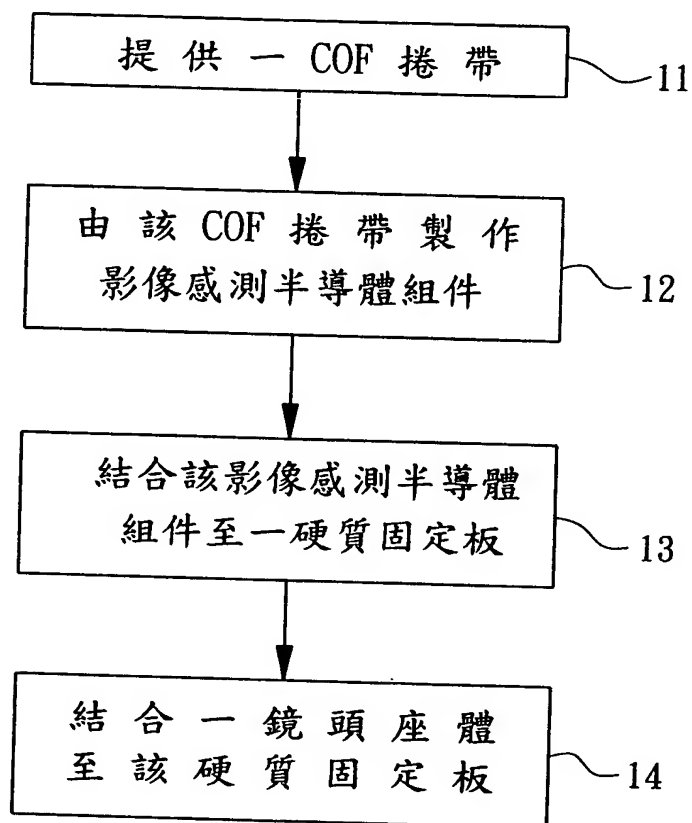 提供一COF捲帶
11
由該COF捲帶製作
影像感測半導體組件
12
結合該影像感測半導體
組件至一硬質固定板
13
結合一鏡頭座體
至該硬質固定板
14